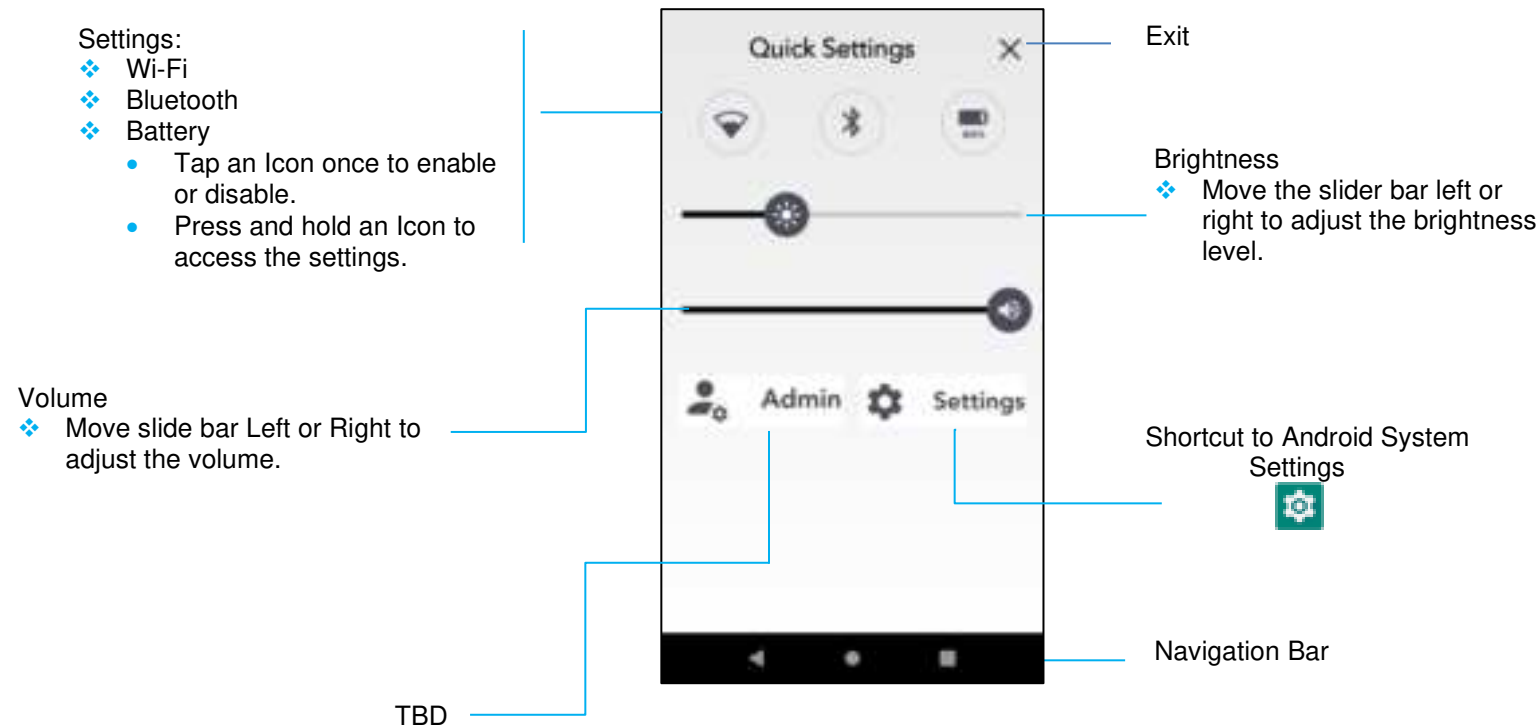 Settings:
Wi-Fi
Bluetooth
Battery
Tap an Icon once to enable
or disable.
Press and hold an Icon to
access the settings.
Volume
Move slide bar Left or Right to
adjust the volume.
TBD
Quick Settings
Admin
Settings
Exit
Brightness
Move the slider bar left or
right to adjust the brightness
level.
Shortcut to Android System
Settings
Navigation Bar